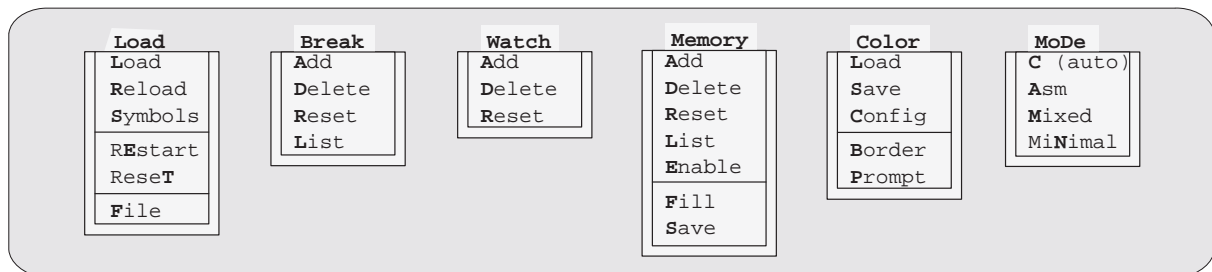 Load
Load
Reload
Symbols
REstart
ReseT
File
Break
Add
Delete
Reset
List
Watch
Add
Delete
Reset
Memory
Add
Delete
Reset
List
Enable
Fill
Save
Color
Load
Save
Config
Border
Prompt
MoDe
C (auto)
Asm
Mixed
MiNimal